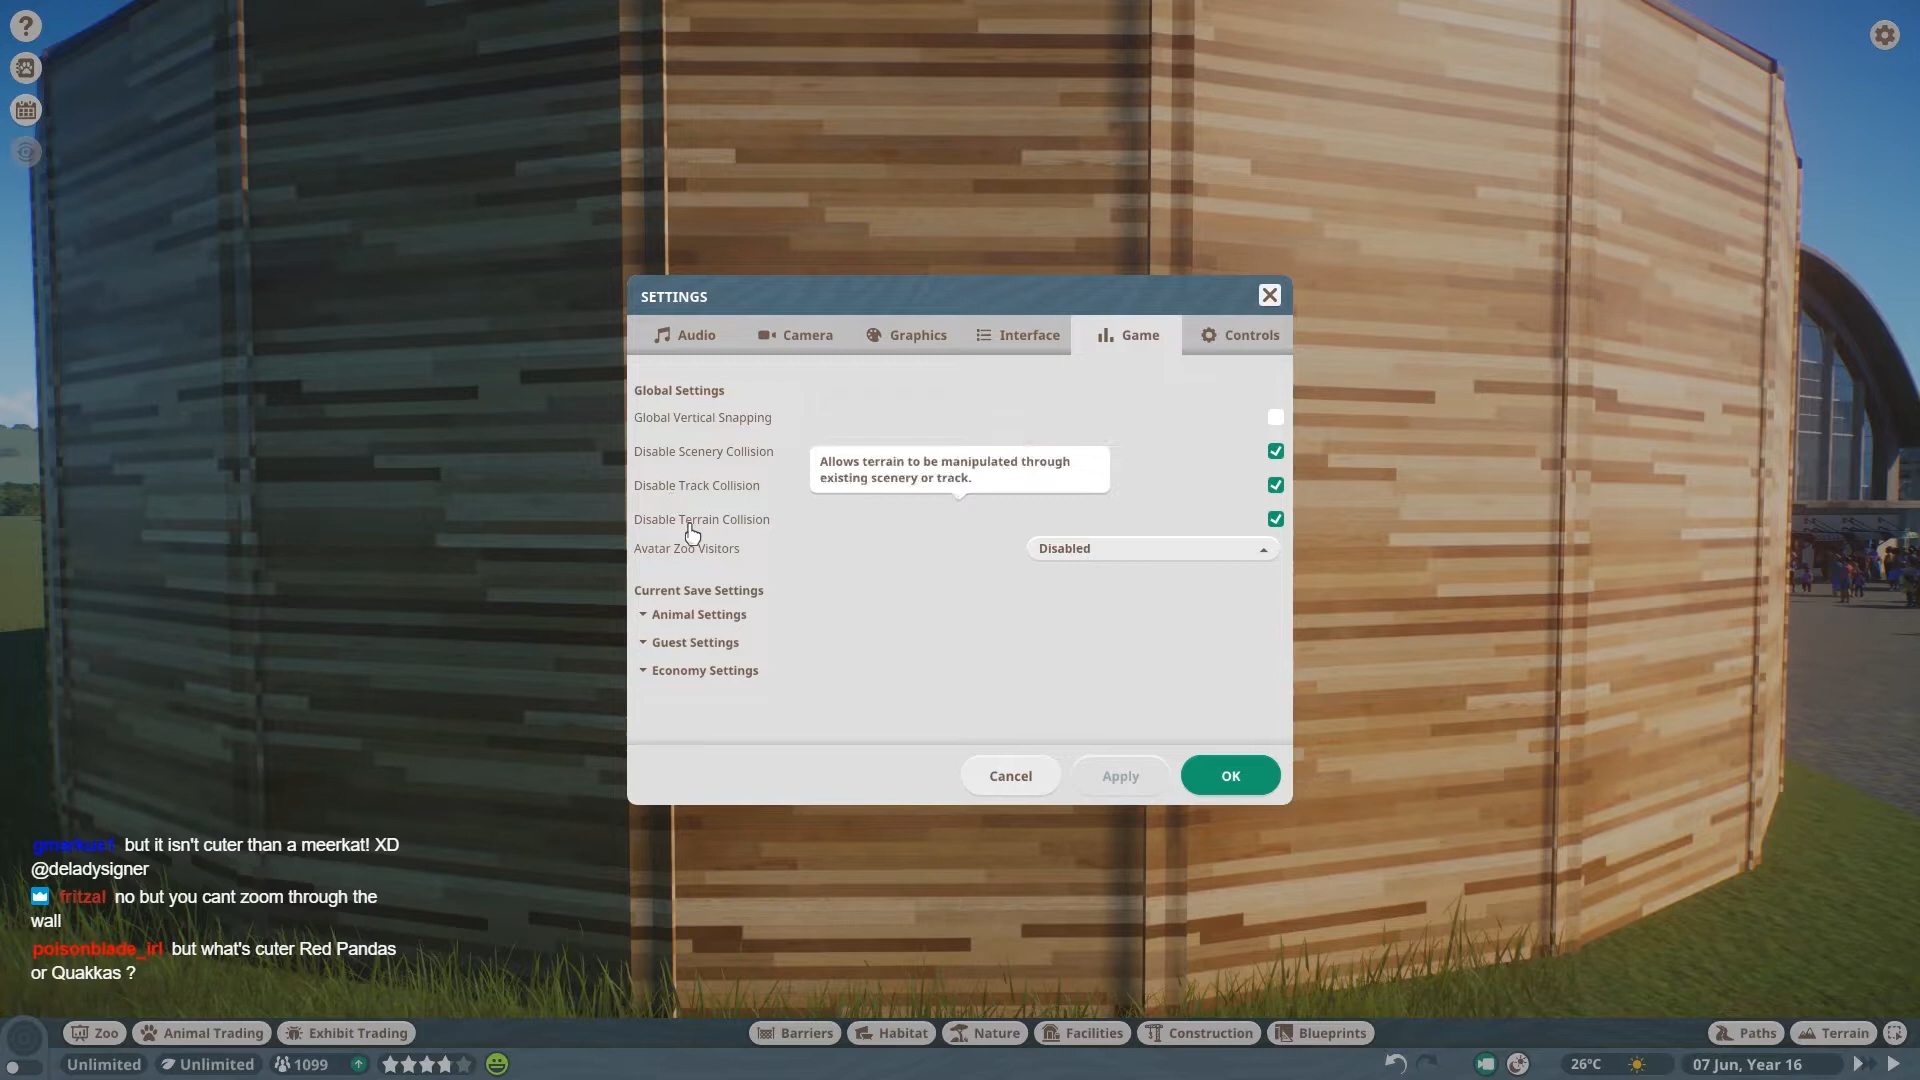 ?
SETTINGS
Audio
Camera
Graphics
Interface
Game
Controls
Global Settings
Global Vertical Snapping
Disable Scenery Collision
Allows terrain to be manipulated through
existing scenery or track.
Disable Track Collision
Disable Terrain Collision
Avatar Zoo Visitors
Disabled
Current Save Settings
Animal Settings
Guest Settings
Economy Settings
Cancel
Apply
OK
gmarkus1 but it isn't cuter than a meerkat! XD
@deladysigner
fritzal no but you cant zoom through the
wall
poisonblade_irl but what's cuter Red Pandas
or Quakkas ?
Zoo
Animal Trading
Exhibit Trading
Barriers
Habitat
Nature
Facilities
Construction
Blueprints
Paths
Terrain
Unlimited
Unlimited
1099
26°C
07 Jun, Year 16